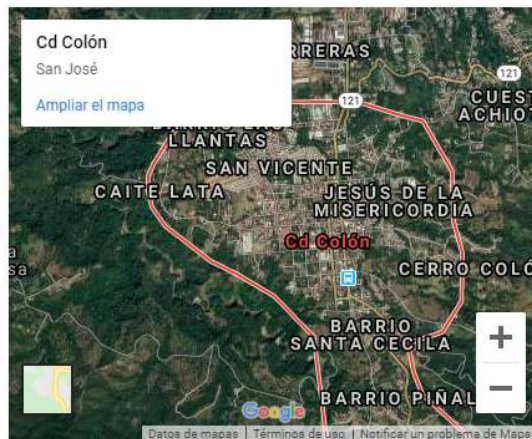 Cd Colón
San José
Ampliar el mapa
RRERAS
121
CUEST
ACHIOT
121
LLANTAS
SAN VICENTE
CAITE LATA
JESÚS DE LA
MISERICORDIA
Cd Colón
CERRO COLÓ
BARRIO
SANTA CECILA
BARRIO PIÑAL
+
−
Google
Datos de mapas
Términos de uso
Notificar un problema de Maps